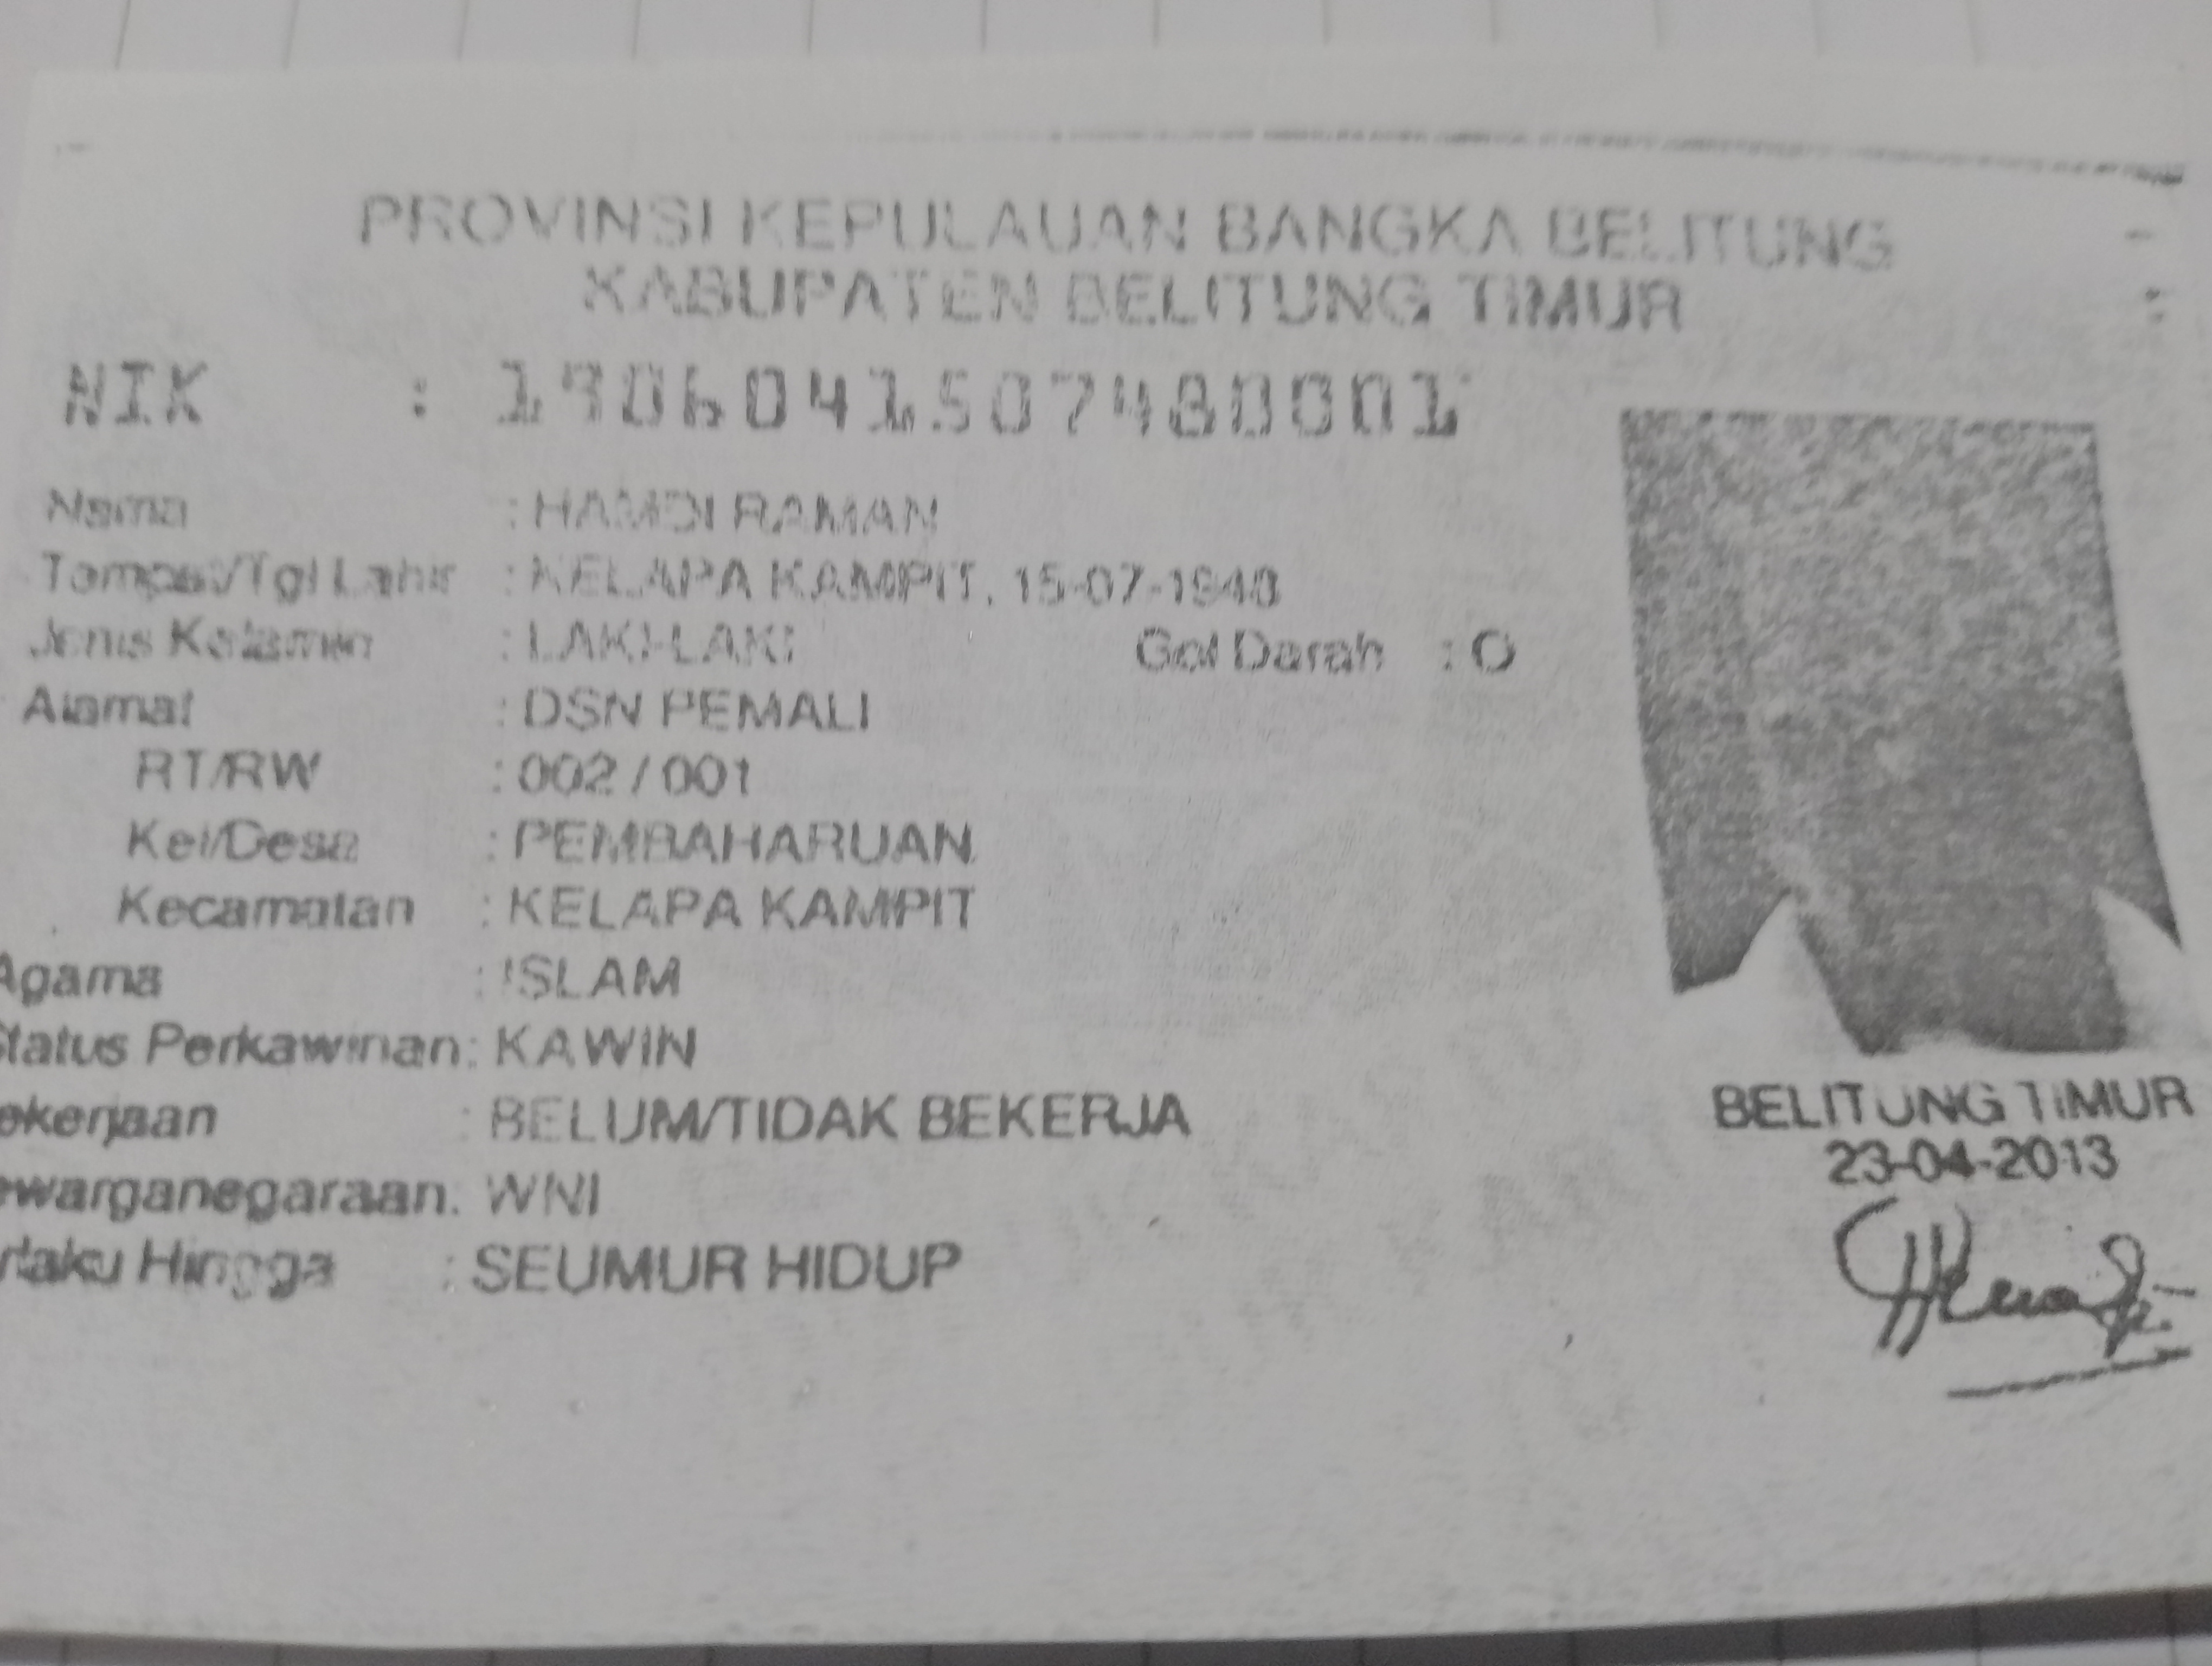 PROVINSI KEPULAUAN BANGKA BELITUNG
KABUPATEN BELITUNG TIMUR
NIK : 1906041507480001
Nama : HAMDI RAMAN
Tempat/Tgl Lahir : KELAPA KAMPIT, 15-07-1948
Jenis Kelamin : LAKI-LAKI Gol Darah : O
Alamat : DSN PEMALI
RT/RW : 002 / 001
Kel/Desa : PEMBAHARUAN
Kecamatan : KELAPA KAMPIT
Agama : ISLAM
Status Perkawinan: KAWIN
ekerjaan : BELUM/TIDAK BEKERJA
ewarganegaraan: WNI
rlaku Hingga : SEUMUR HIDUP
BELITUNG TIMUR
23-04-2013